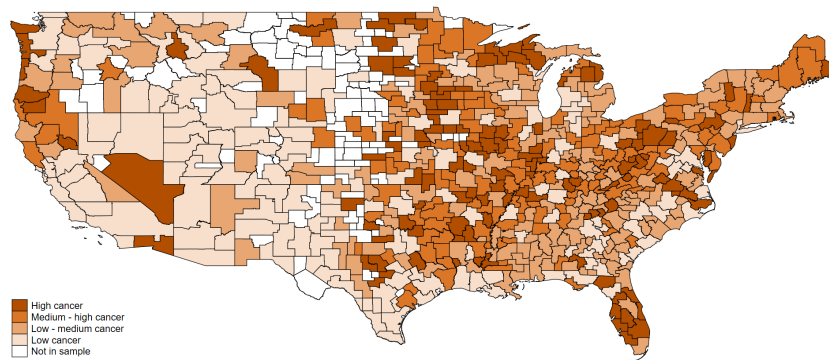 High cancer
Medium - high cancer
Low - medium cancer
Low cancer
Not in sample